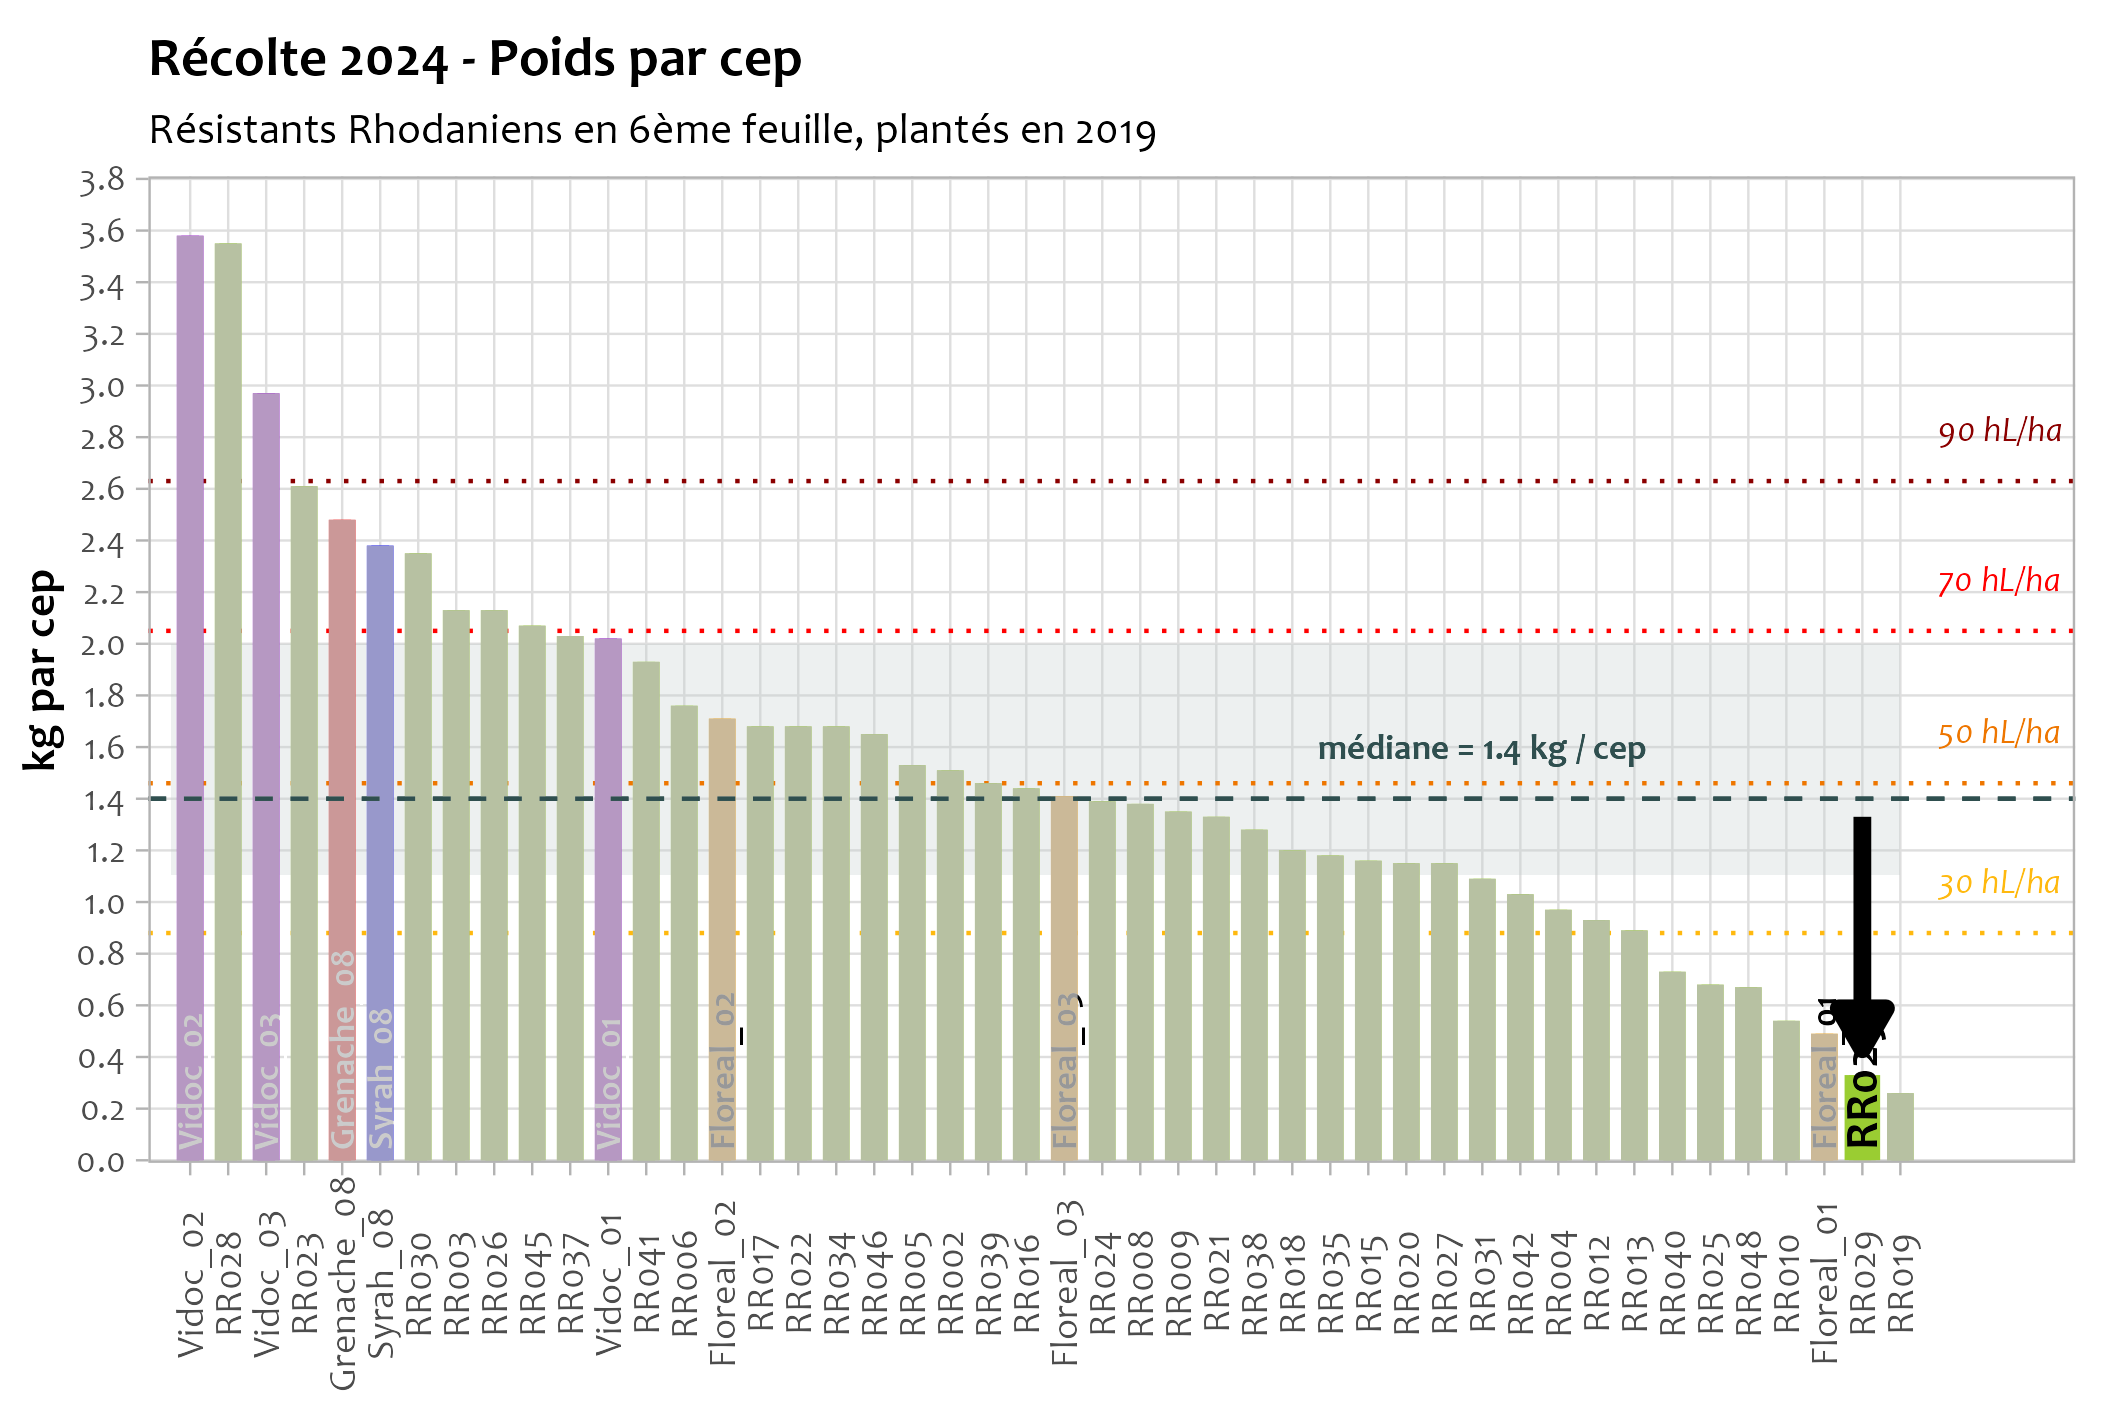 Récolte 2024 - Poids par cep
Résistants Rhodaniens en 6ème feuille, plantés en 2019
kg par cep
3.8
3.6
3.4
3.2
3.0
2.8
2.6
2.4
2.2
2.0
1.8
1.6
1.4
1.2
1.0
0.8
0.6
0.4
0.2
0.0
90 hL/ha
70 hL/ha
50 hL/ha
30 hL/ha
médiane = 1.4 kg / cep
Vidoc_02
Vidoc_03
Grenache_08
Syrah_08
Vidoc_01
Floreal_02
Floreal_03
Floreal_01
Vidoc_02
RR028
Vidoc_03
RR023
Grenache_08
Syrah_08
RR030
RR003
RR026
RR045
RR037
Vidoc_01
RR041
RR006
Floreal_02
RR017
RR022
RR034
RR046
RR005
RR002
RR039
RR016
Floreal_03
RR024
RR008
RR009
RR021
RR038
RR018
RR035
RR015
RR020
RR027
RR031
RR042
RR004
RR012
RR013
RR040
RR025
RR048
RR010
Floreal_01
RR029
RR019